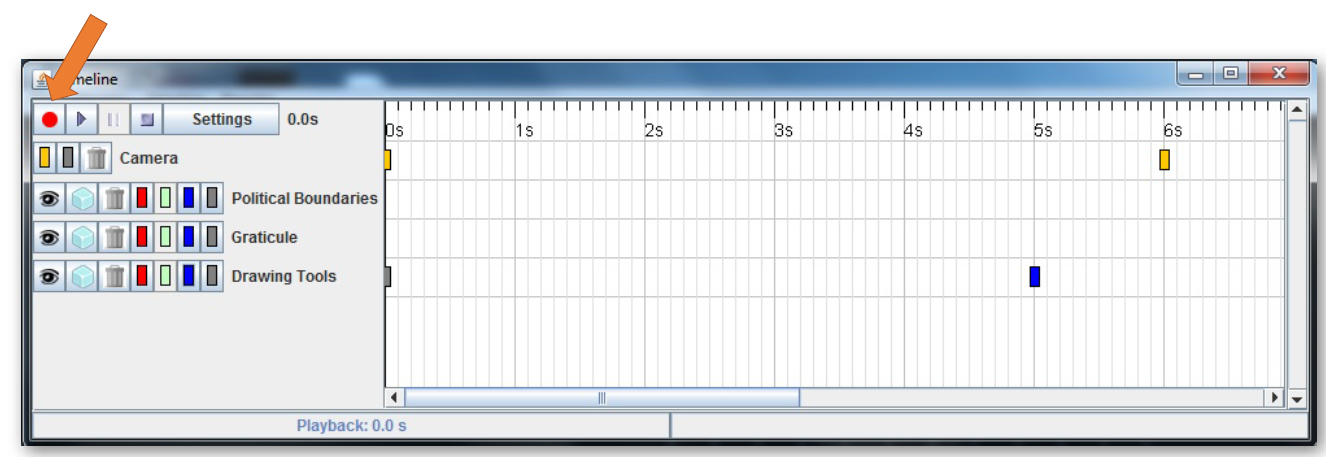 meline
Settings 0.0s
0s 1s 2s 3s 4s 5s 6s
Camera
Political Boundaries
Graticule
Drawing Tools
Playback: 0.0 s